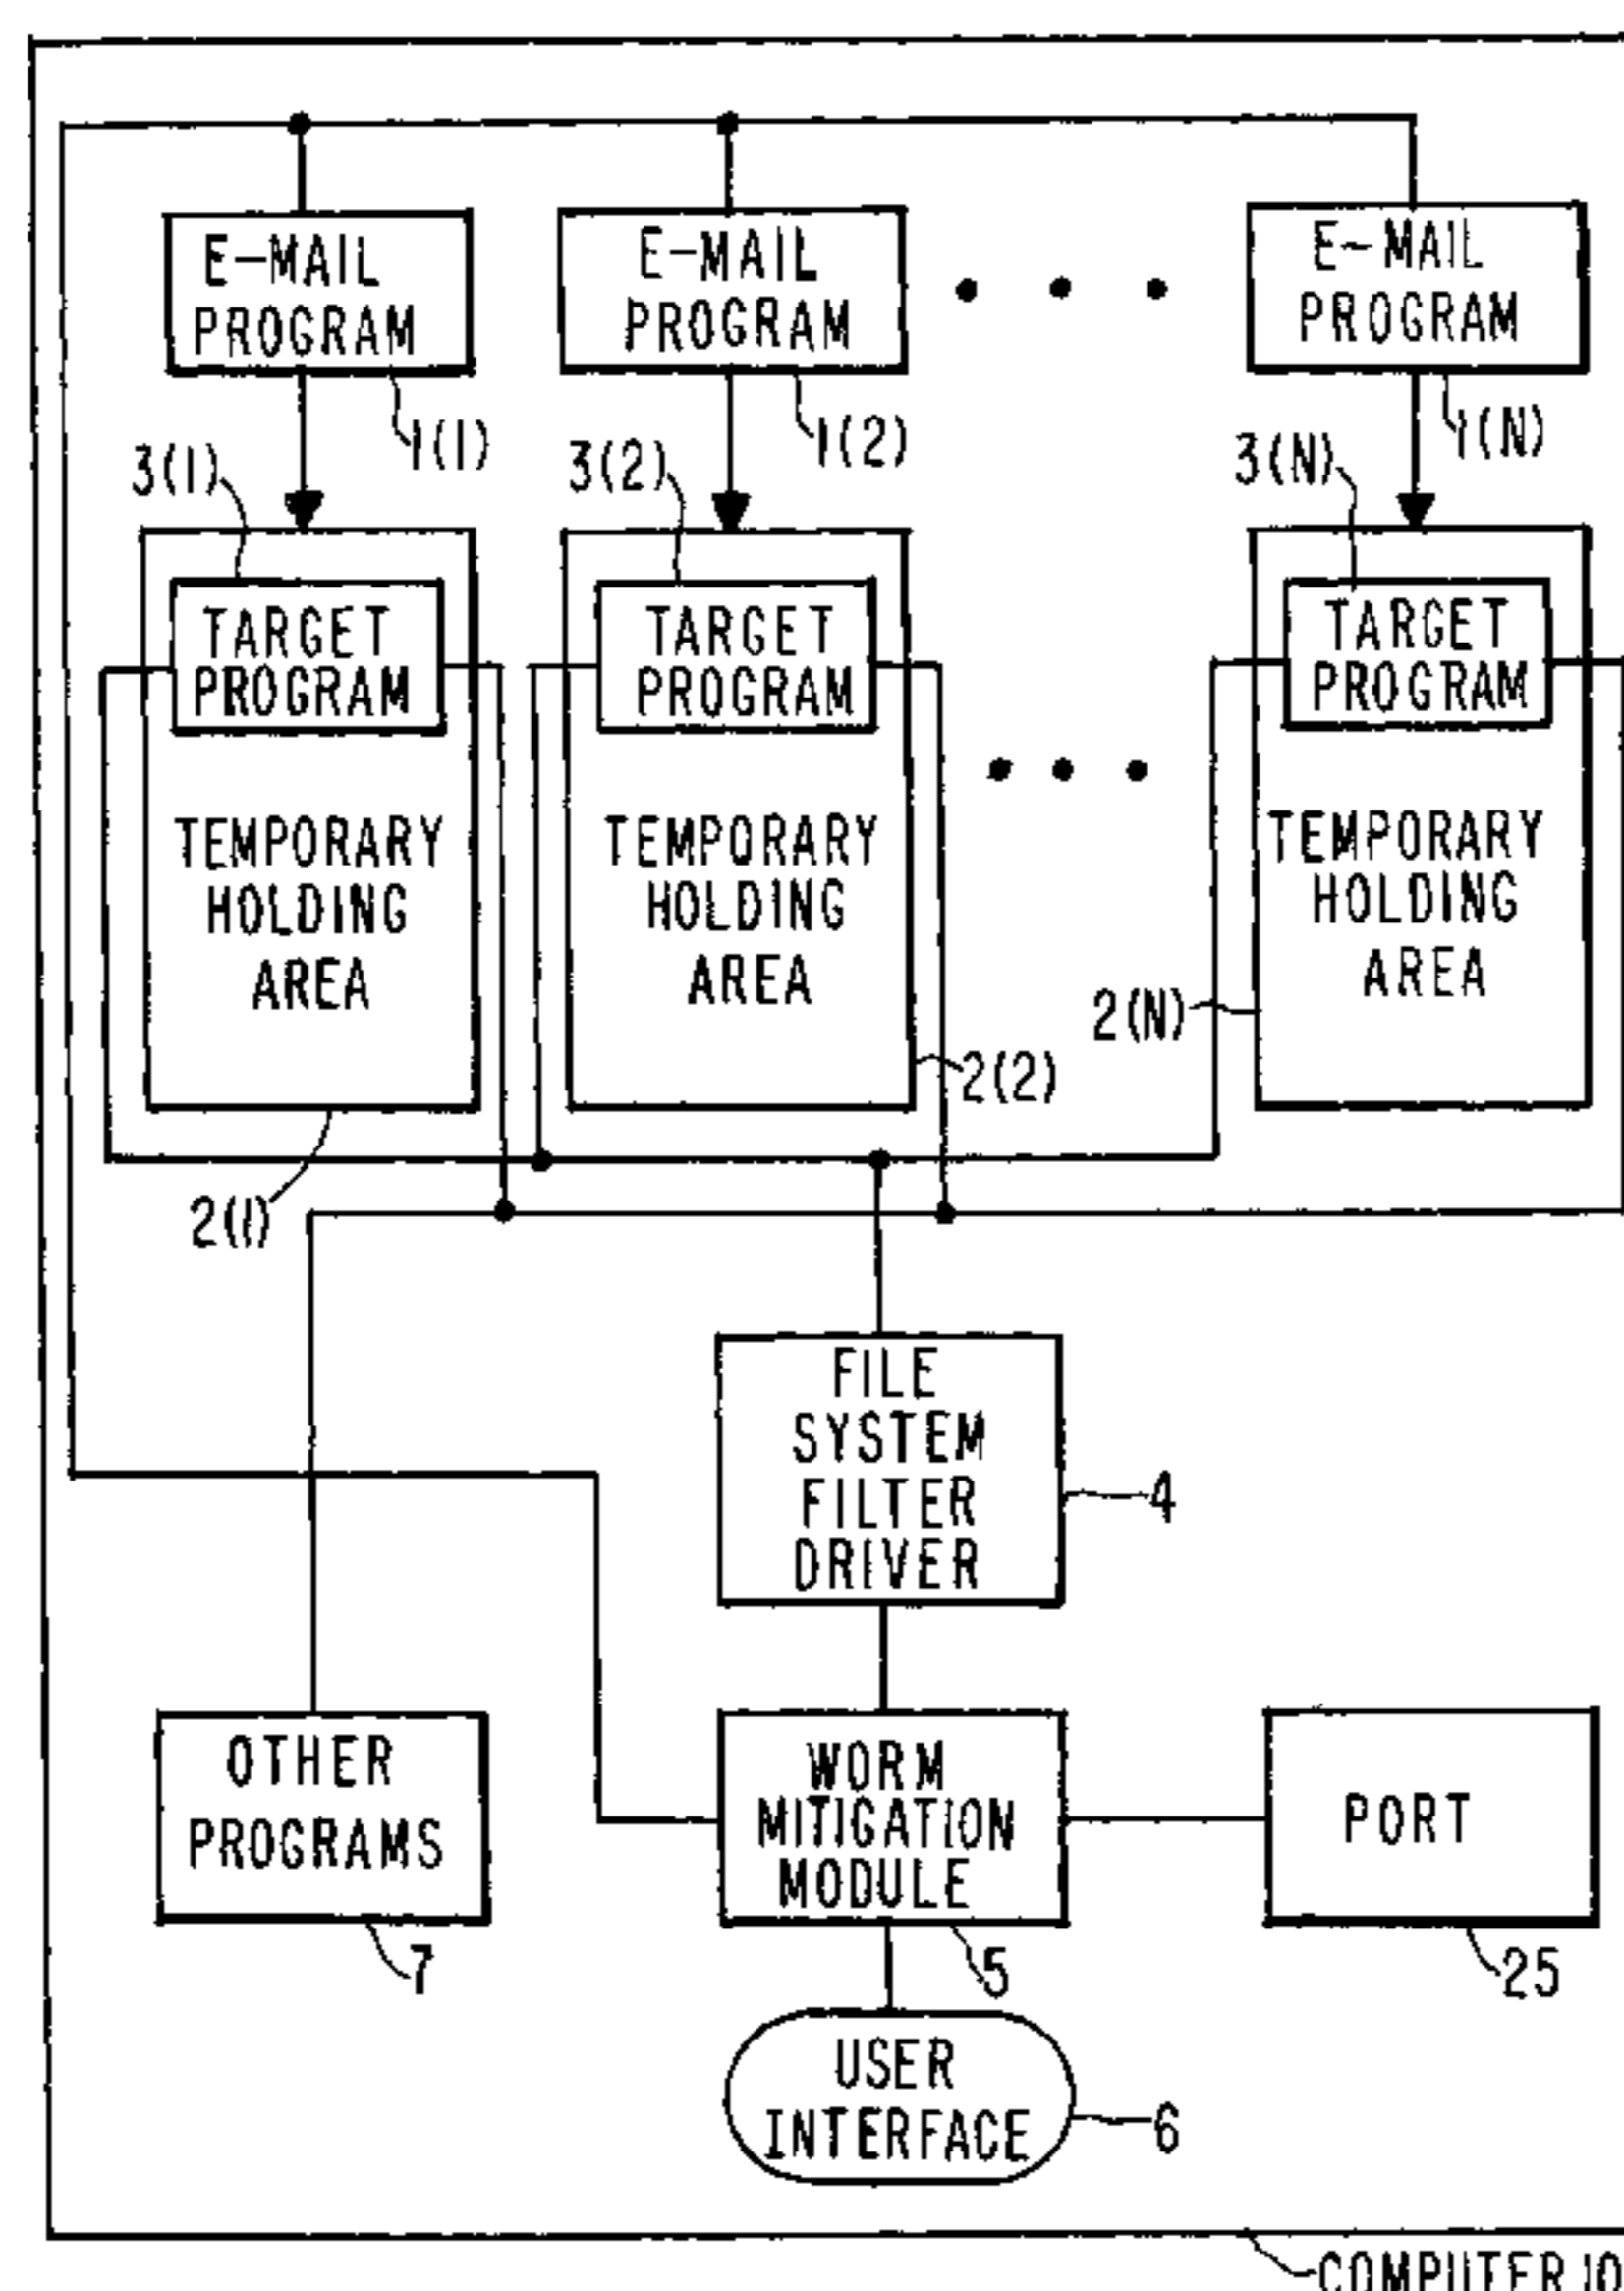 E-MAIL
PROGRAM
E-MAIL
PROGRAM
E-MAIL
PROGRAM
1(1)
1(2)
1(N)
3(1)
3(2)
3(N)
TARGET
PROGRAM
TARGET
PROGRAM
TARGET
PROGRAM
TEMPORARY
HOLDING
AREA
TEMPORARY
HOLDING
AREA
TEMPORARY
HOLDING
AREA
2(N)
2(2)
2(1)
FILE
SYSTEM
FILTER
DRIVER
4
OTHER
PROGRAMS
WORM
MITIGATION
MODULE
PORT
7
5
25
USER
INTERFACE
6
COMPUTER 10